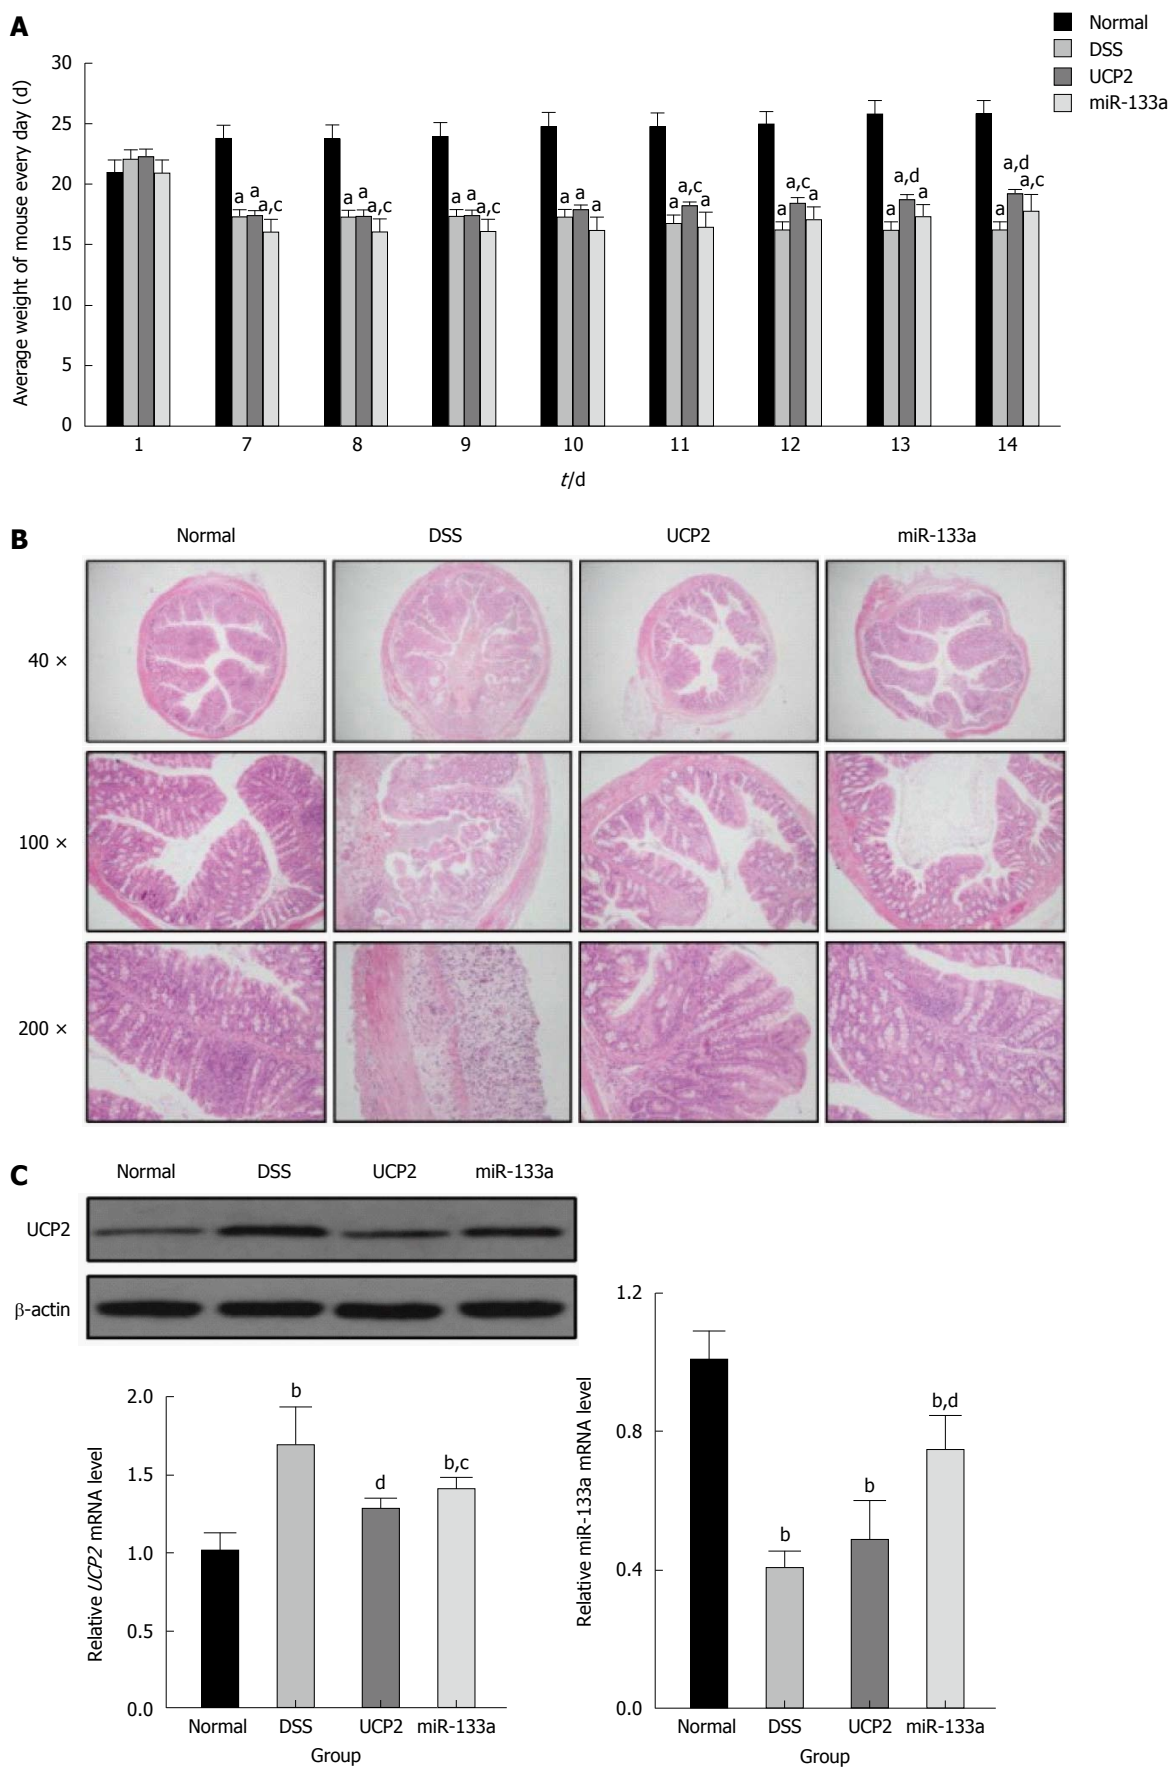 A
Normal
DSS
UCP2
miR-133a
Average weight of mouse every day (d)
30
25
20
15
10
5
0
a a a,c
a a a,c
a a a,c
a a a
a a,c a
a a,c a
a a,d a
a a,d a,c
1 7 8 9 10 11 12 13 14
t/d
B
Normal DSS UCP2 miR-133a
40 ×
100 ×
200 ×
C
Normal DSS UCP2 miR-133a
UCP2
β-actin
Relative UCP2 mRNA level
2.0
1.5
1.0
0.5
0.0
b d b,c
Normal DSS UCP2 miR-133a
Group
Relative miR-133a mRNA level
1.2
0.8
0.4
0.0
b b b,d
Normal DSS UCP2 miR-133a
Group